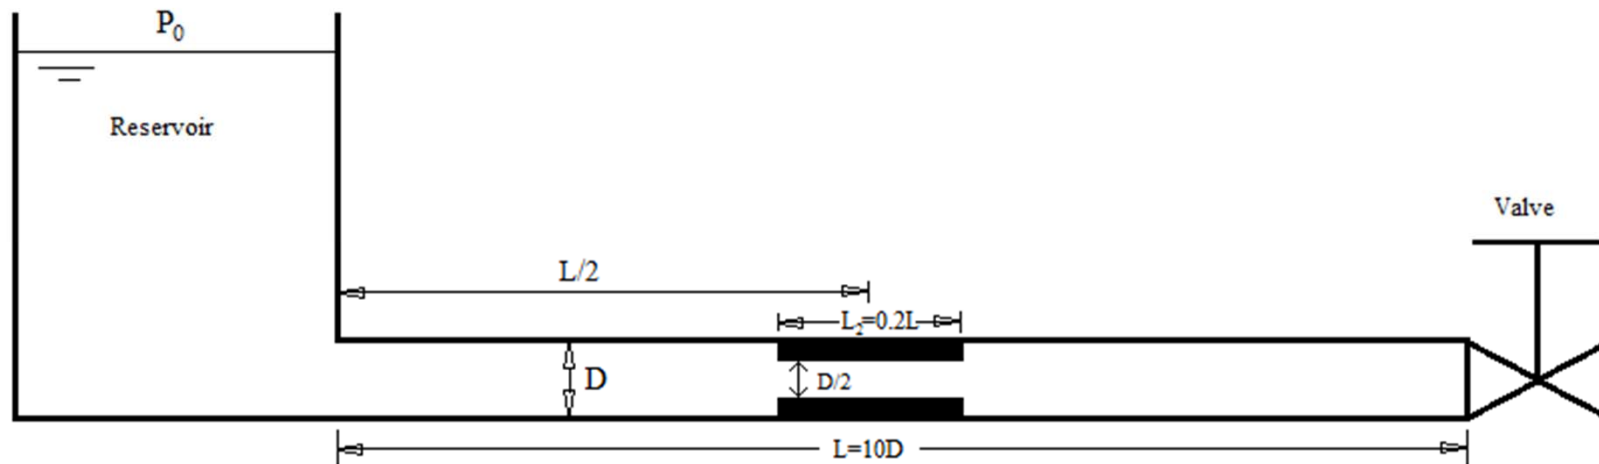 P₀
Reservoir
Valve
L/2
L₂=0.2L
D
D/2
L=10D